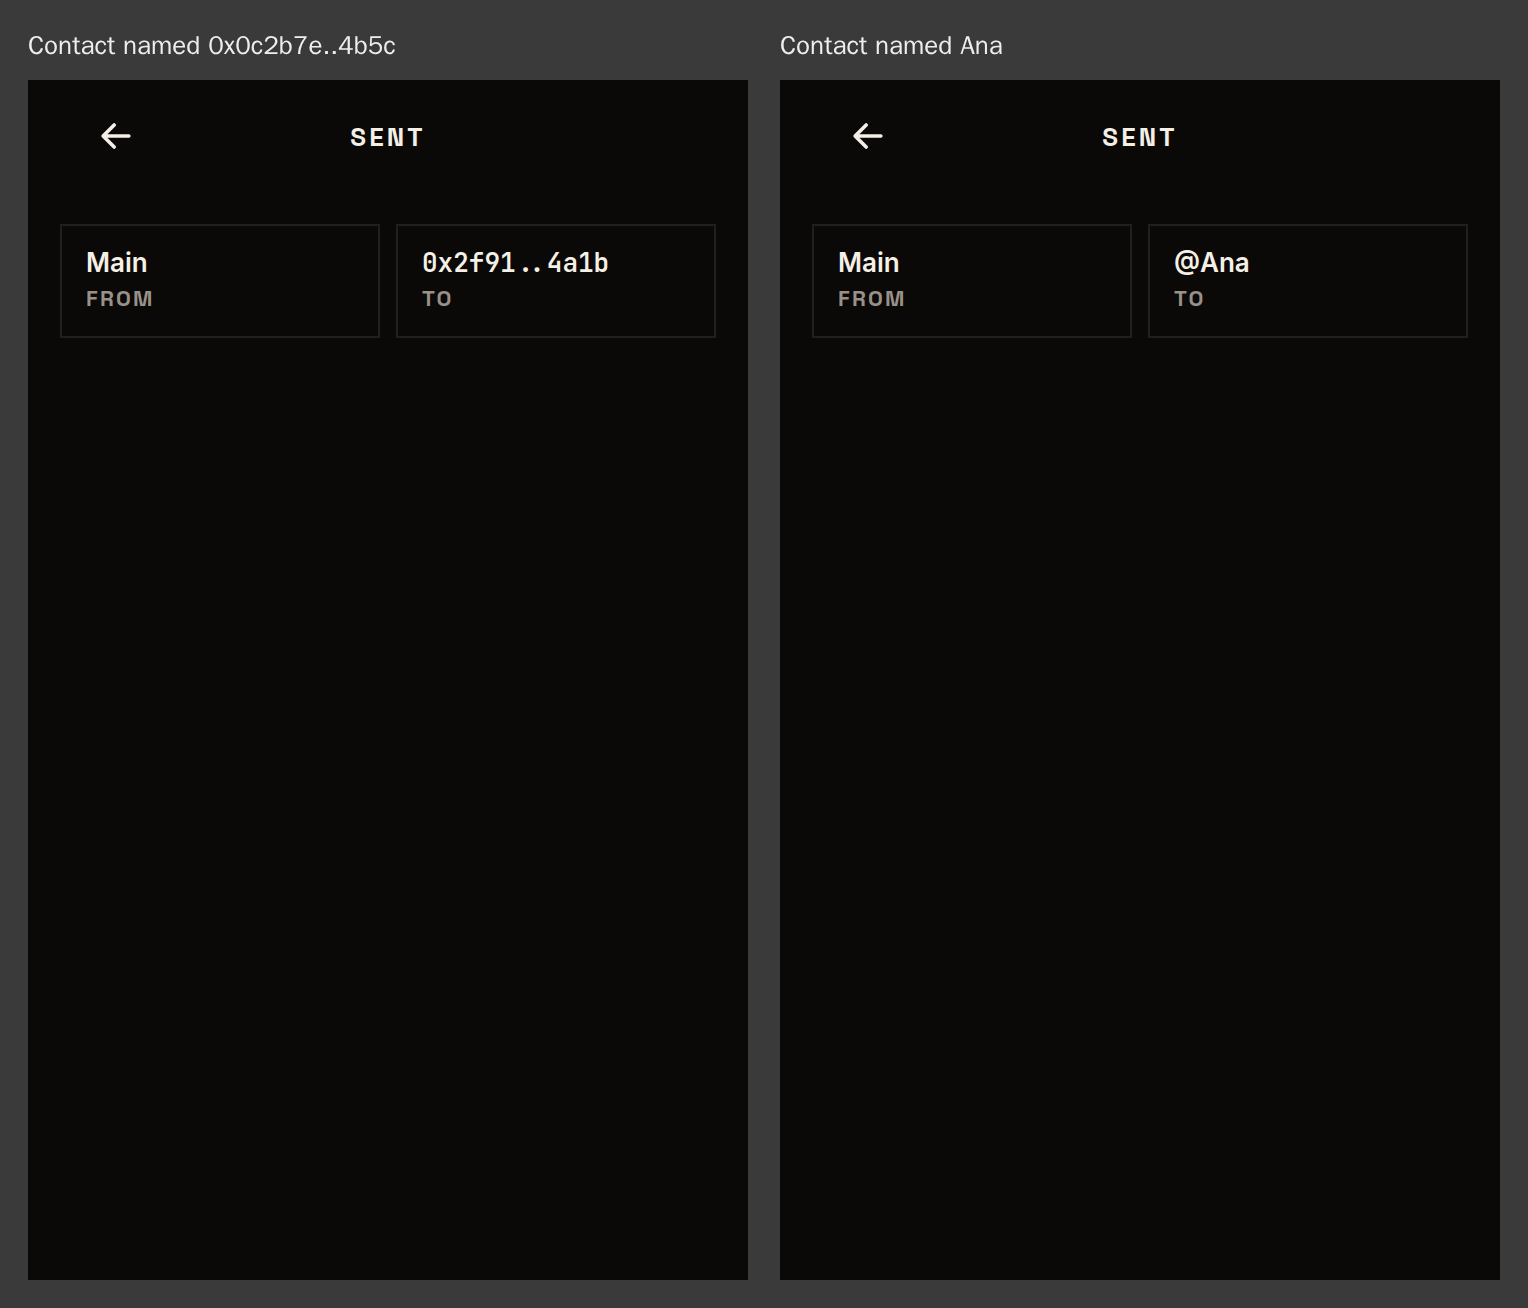 Contact named 0x0c2b7e..4b5c
SENT
Main
FROM
0x2f91..4a1b
TO
Contact named Ana
SENT
Main
FROM
@Ana
TO